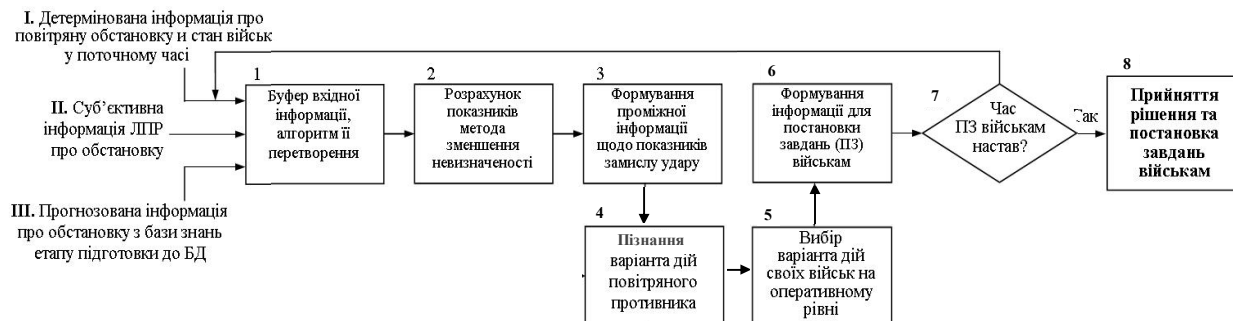 I. Детермінована інформація про
повітряну обстановку и стан військ
у поточному часі
II. Суб’єктивна
інформація ЛПР
про обстановку
III. Прогнозована інформація
про обстановку з бази знань
етапу підготовки до БД
1
Буфер вхідної
інформації,
алгоритм її
перетворення
2
Розрахунок
показників
метода
зменшення
невизначеності
3
Формування
проміжної
інформації
щодо показників
замислу удару
4
Пізнання
варіанта дій
повітряного
противника
5
Вибір
варіанта дій
своїх військ на
оперативному
рівні
6
Формування
інформації для
постановки
завдань (ПЗ)
військам
7
Час
ПЗ військам
настав?
Так
8
Прийняття
рішення та
постановка
завдань
військам